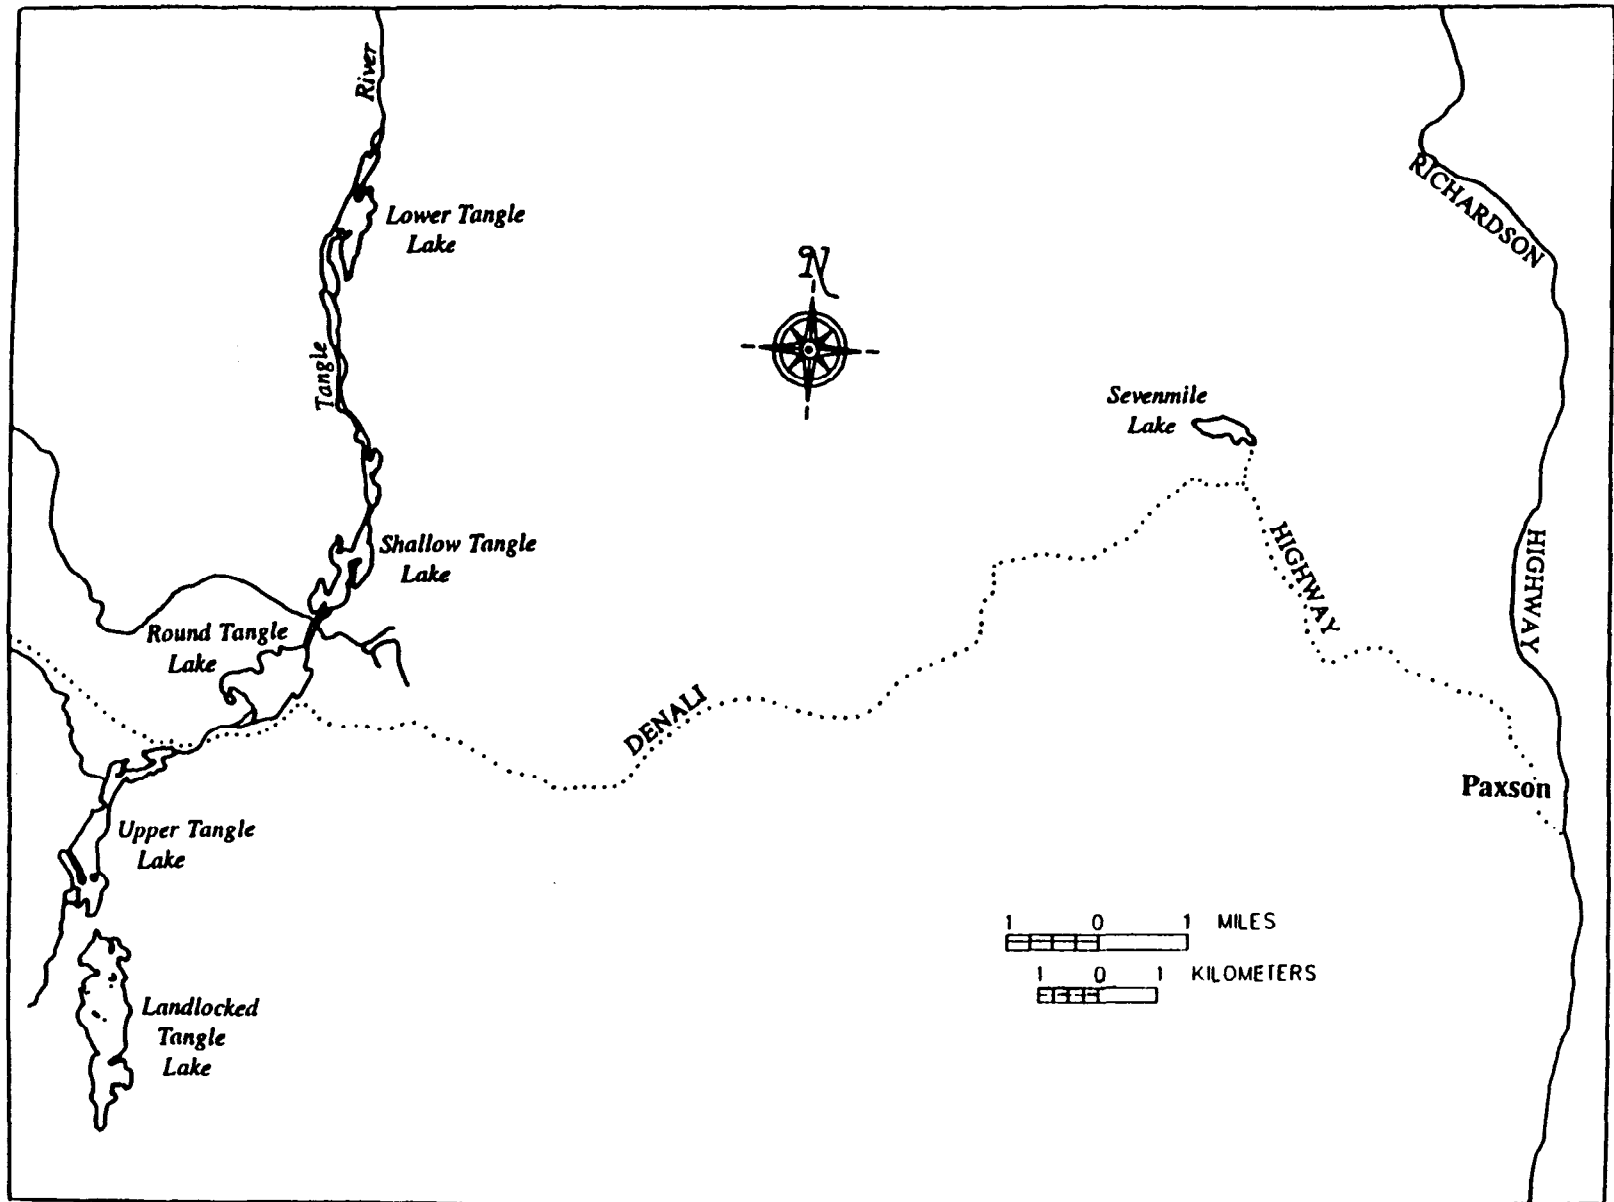 River
Lower Tangle
Lake
RICHARDSON
N
Tangle
Sevenmile
Lake
HIGHWAY
HIGHWAY
Shallow Tangle
Lake
Round Tangle
Lake
DENALI
Paxson
Upper Tangle
Lake
1 0 1 MILES
1 0 1 KILOMETERS
Landlocked
Tangle
Lake